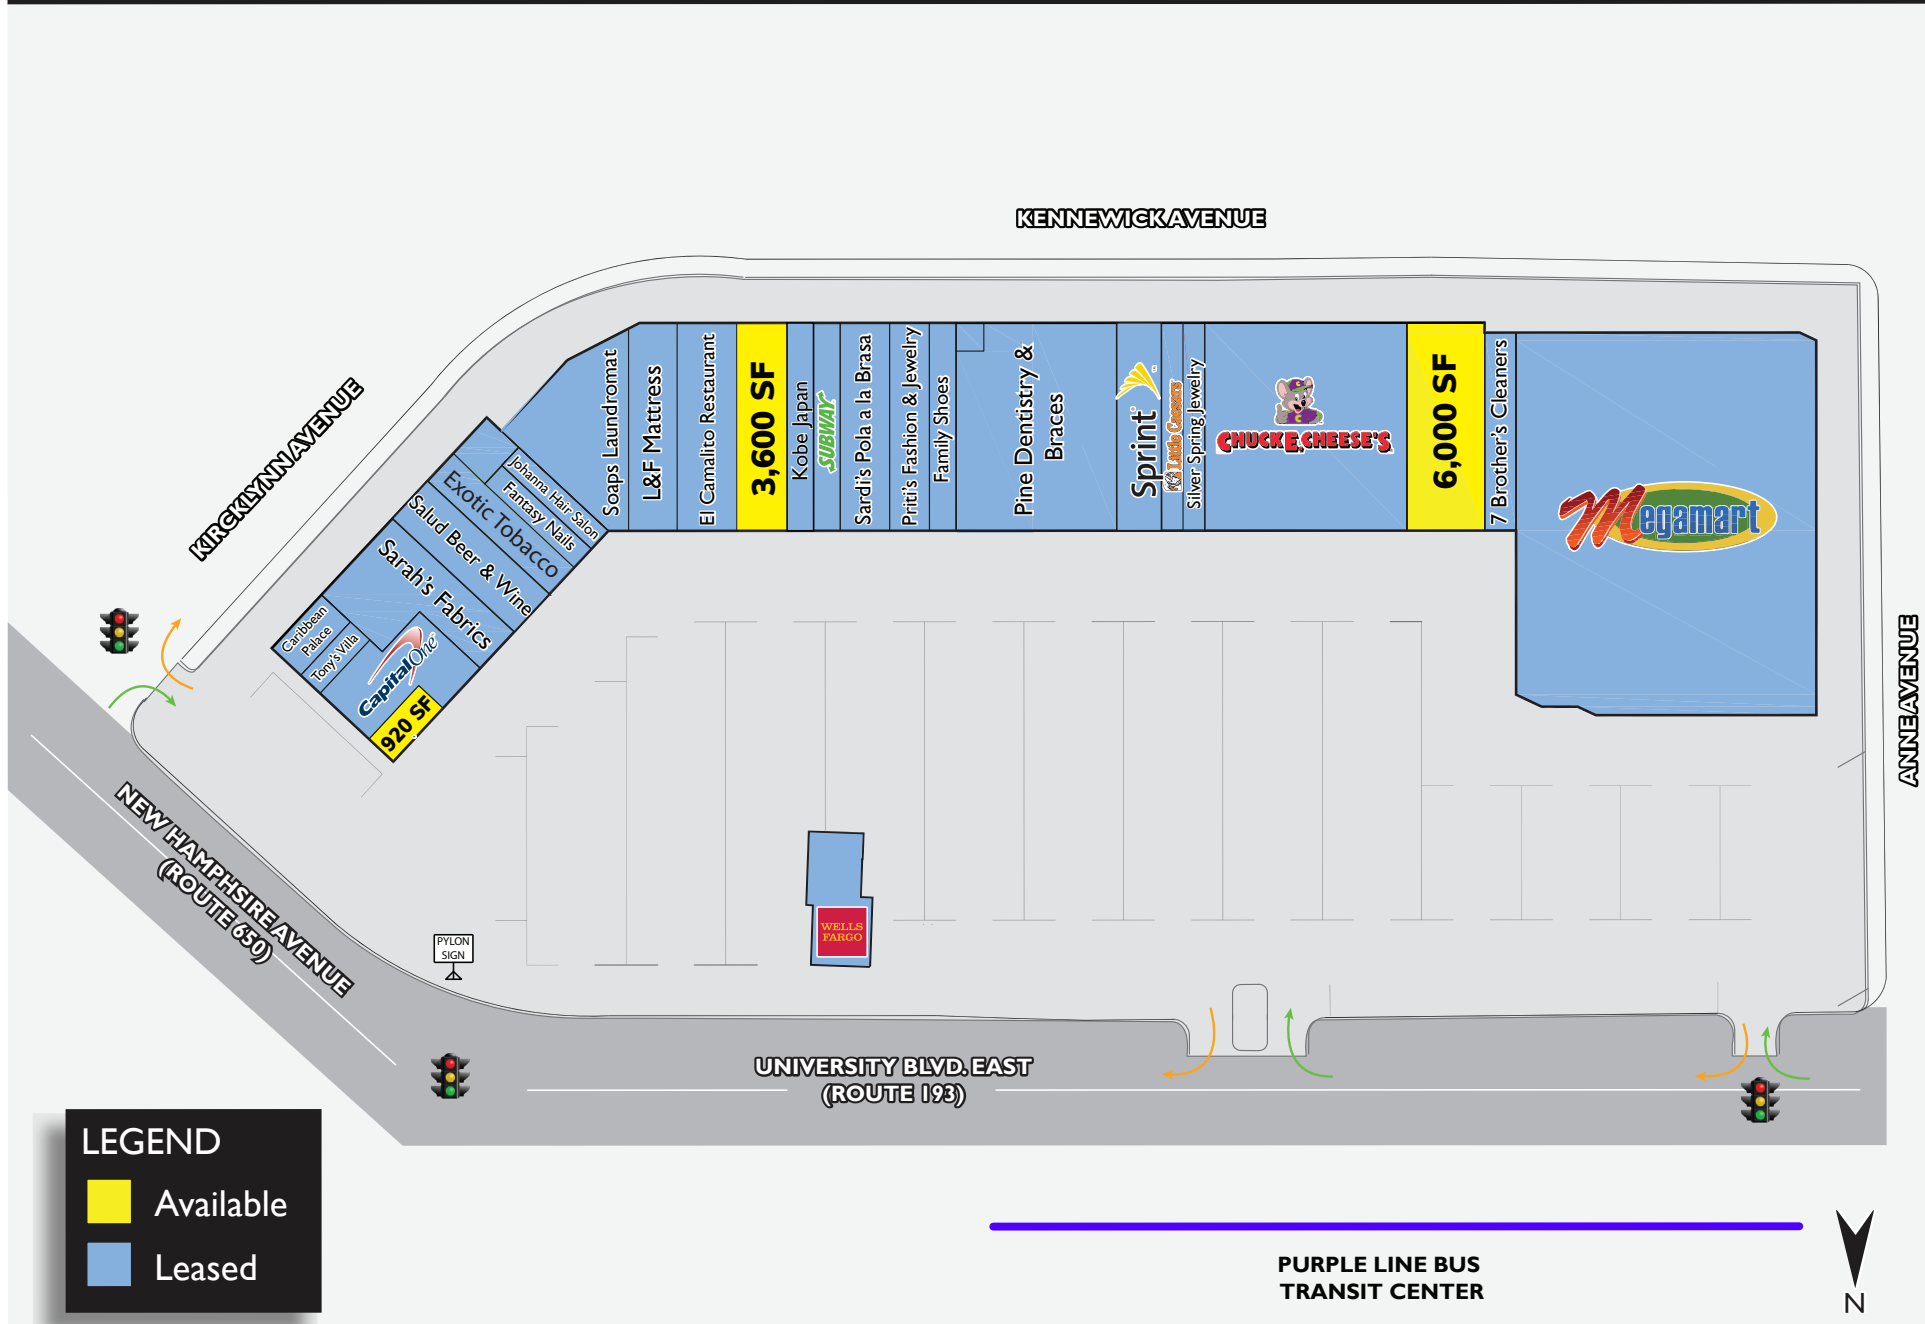 KENNEWICK AVENUE
KIRCKLYNN AVENUE
ANNE AVENUE
Soaps Laundromat
L&F Mattress
El Camalito Restaurant
3,600 SF
Kobe Japan
SUBWAY
Sardi's Pola a la Brasa
Priti's Fashion & Jewelry
Family Shoes
Pine Dentistry &
Braces
Sprint
Little Caesars
Silver Spring Jewelry
CHUCK E. CHEESE'S
6,000 SF
7 Brother's Cleaners
Megamart
Johanna Hair Salon
Fantasy Nails
Exotic Tobacco
Salud Beer & Wine
Sarah's Fabrics
Caribbean
Palace
Tony's Villa
CapitalOne
920 SF
WELLS
FARGO
PYLON
SIGN
NEW HAMPHSIRE AVENUE
(ROUTE 650)
UNIVERSITY BLVD. EAST
(ROUTE 193)
LEGEND
Available
Leased
PURPLE LINE BUS
TRANSIT CENTER
N